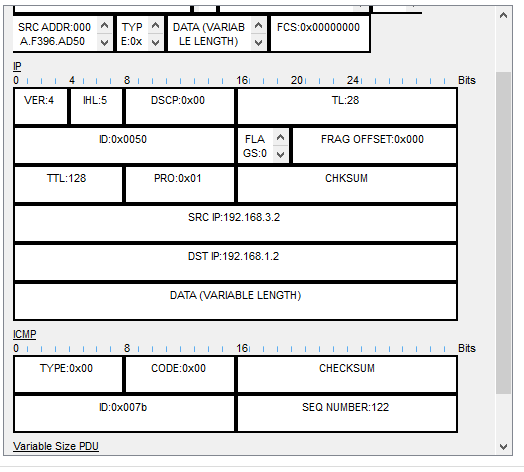 SRC ADDR:000
A.F396.AD50
TYP
E:0x
DATA (VARIAB
LE LENGTH)
FCS:0x00000000
IP
0 4 8 16 20 24 Bits
VER:4 IHL:5 DSCP:0x00 TL:28
ID:0x0050 FLA
GS:0 FRAG OFFSET:0x000
TTL:128 PRO:0x01 CHKSUM
SRC IP:192.168.3.2
DST IP:192.168.1.2
DATA (VARIABLE LENGTH)
ICMP
0 8 16 Bits
TYPE:0x00 CODE:0x00 CHECKSUM
ID:0x007b SEQ NUMBER:122
Variable Size PDU